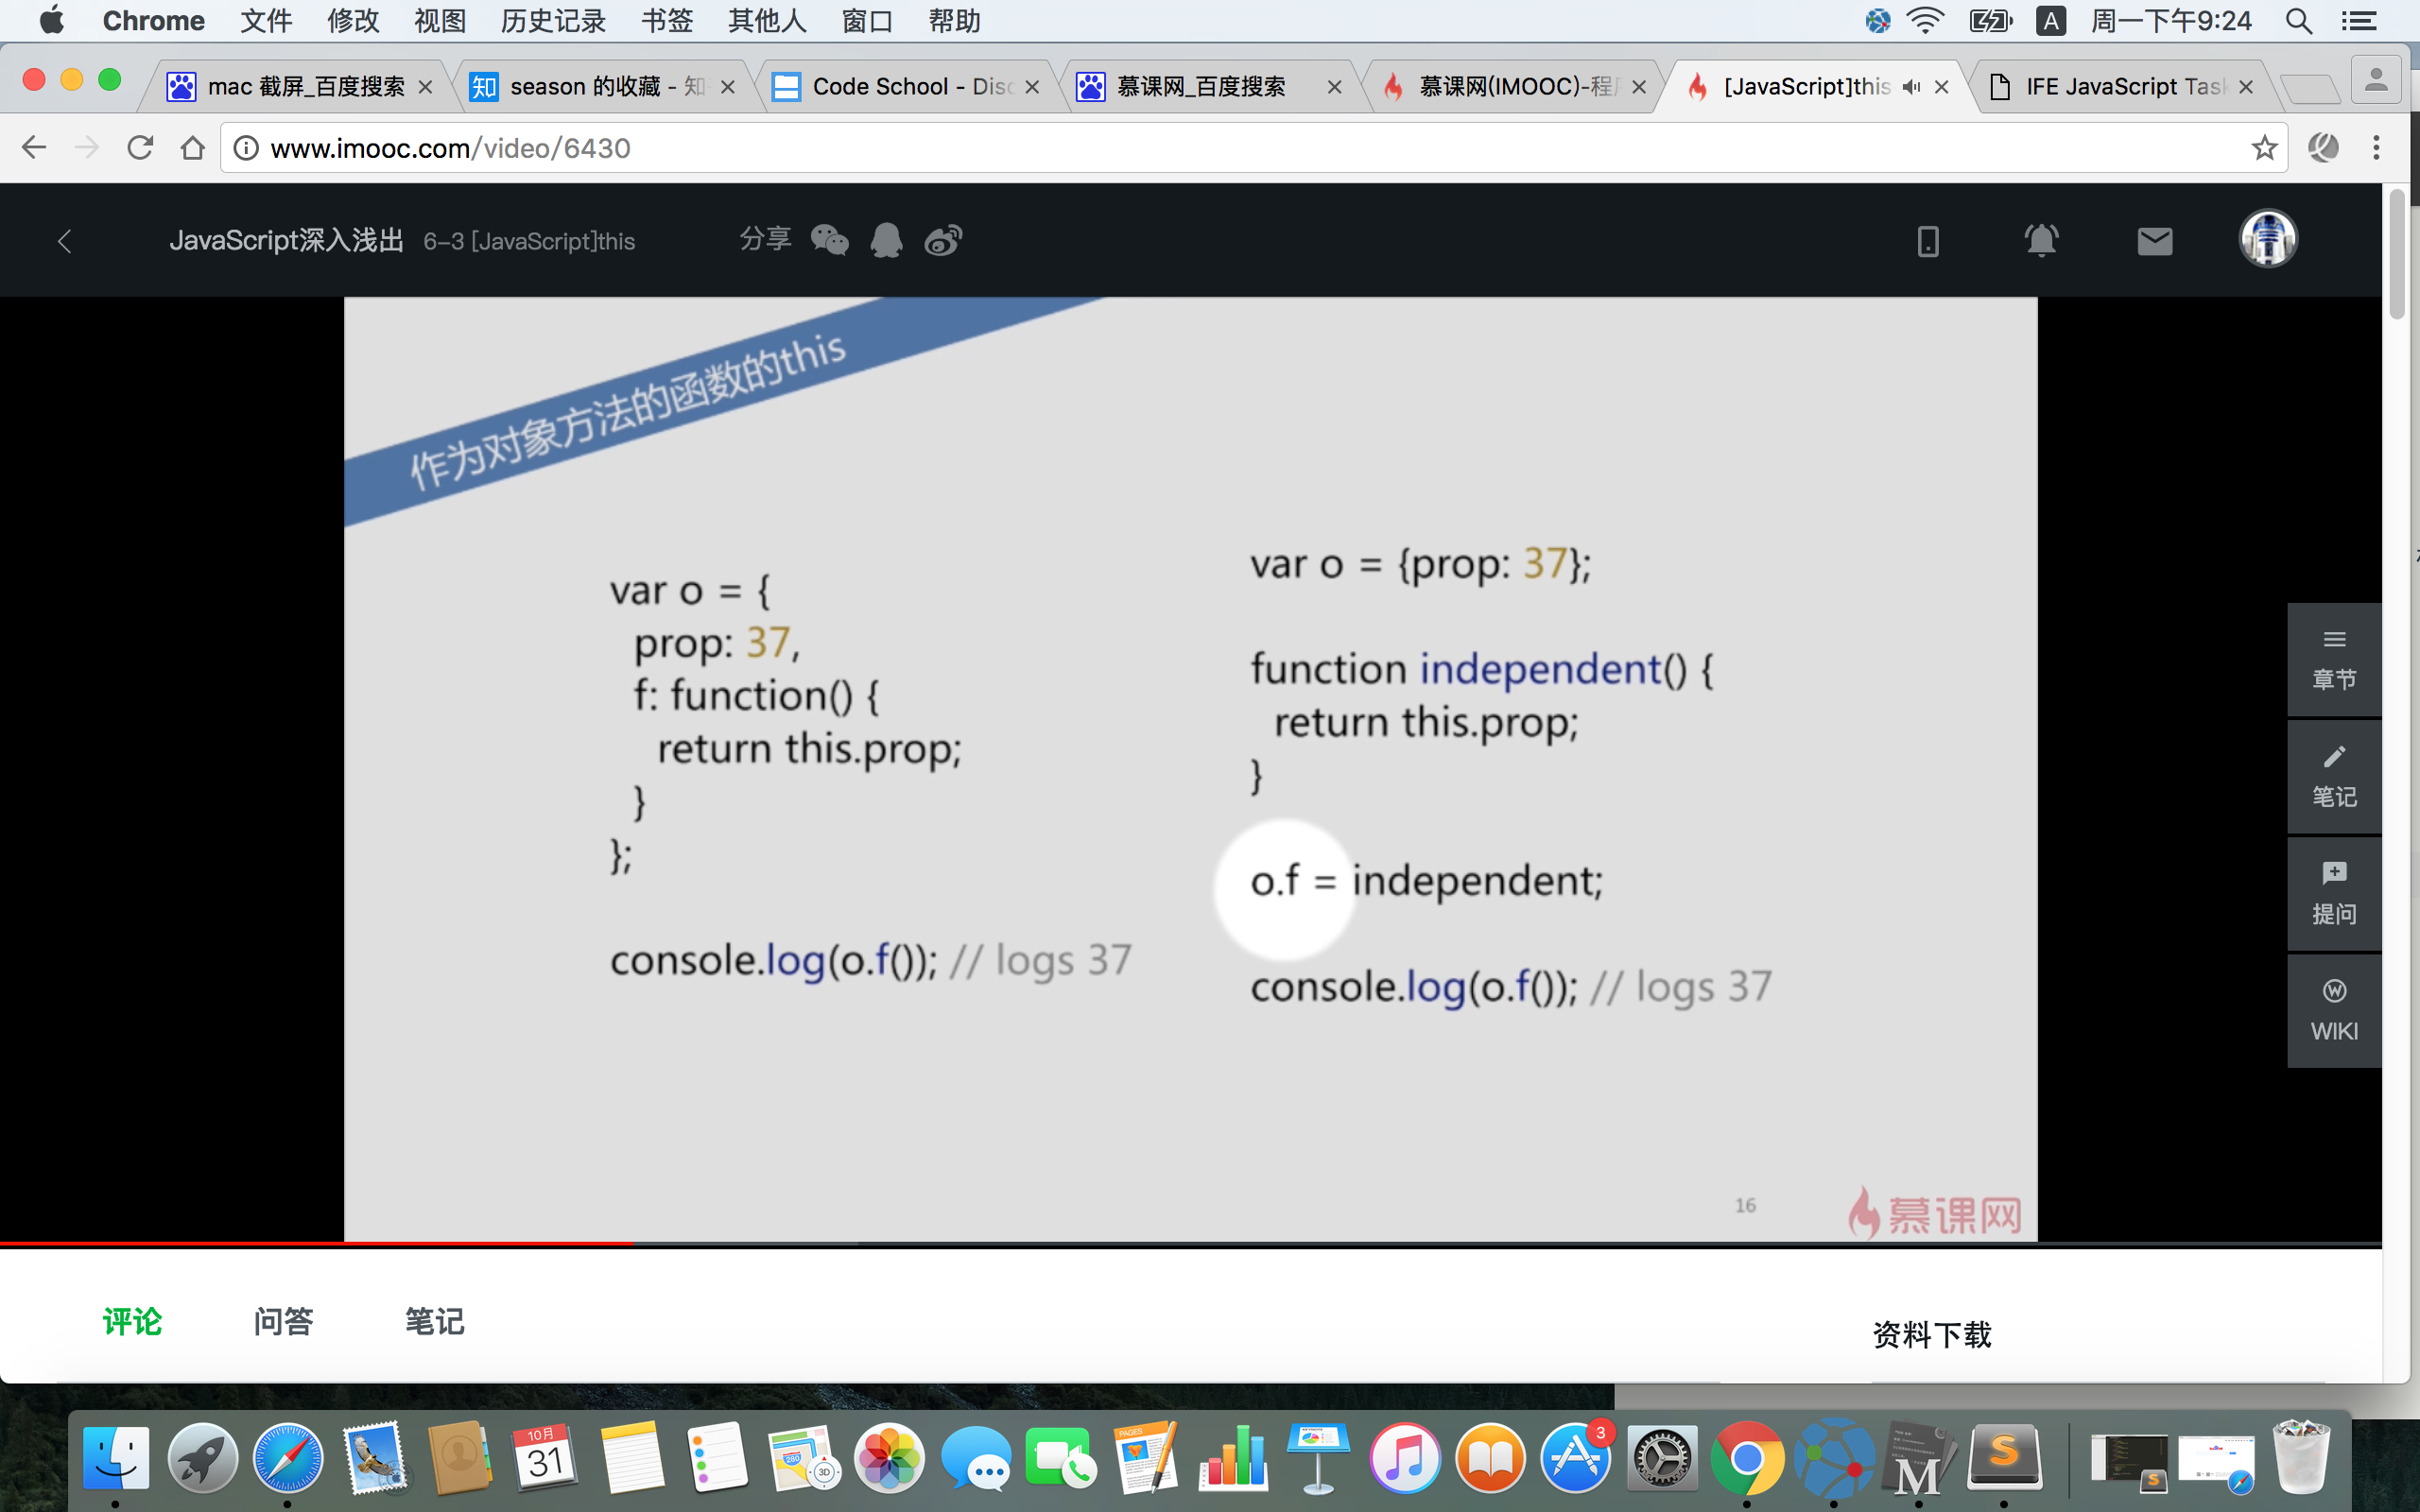 Chrome 文件 修改 视图 历史记录 书签 其他人 窗口 帮助 A 周一下午9:24
mac 截屏_百度搜索
知 season 的收藏 - 知
Code School - Disc
慕课网_百度搜索
慕课网(IMOOC)-程
[JavaScript]this
IFE JavaScript Task
www.imooc.com/video/6430
JavaScript深入浅出 6-3 [JavaScript]this 分享
作为对象方法的函数的this
var o = {
prop: 37,
f: function() {
return this.prop;
}
};
console.log(o.f()); // logs 37
var o = {prop: 37};
function independent() {
return this.prop;
}
o.f = independent;
console.log(o.f()); // logs 37
16
慕课网
章节
笔记
提问
W
WIKI
评论 问答 笔记
资料下载
10月
31
280
3D
PAGES
3
M
S